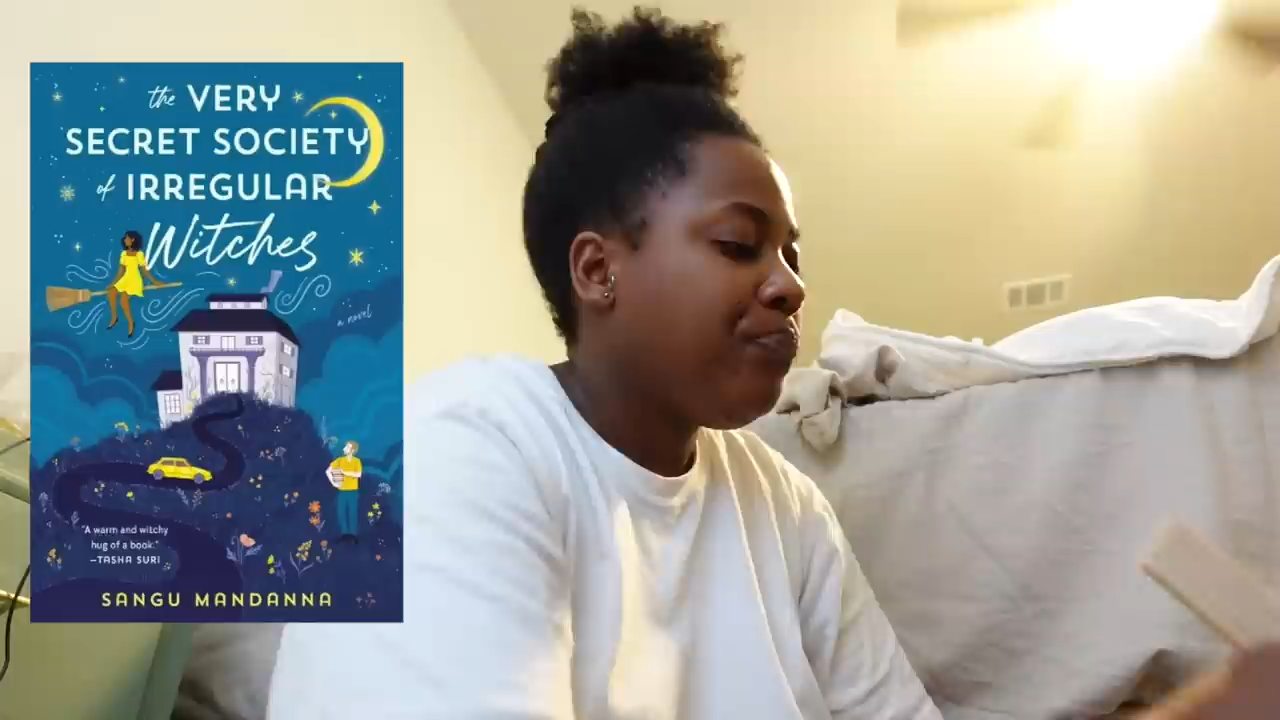 the VERY
SECRET SOCIETY
of IRREGULAR
Witches
a novel
"A warm and witchy
hug of a book."
—TASHA SURI
SANGU MANDANNA